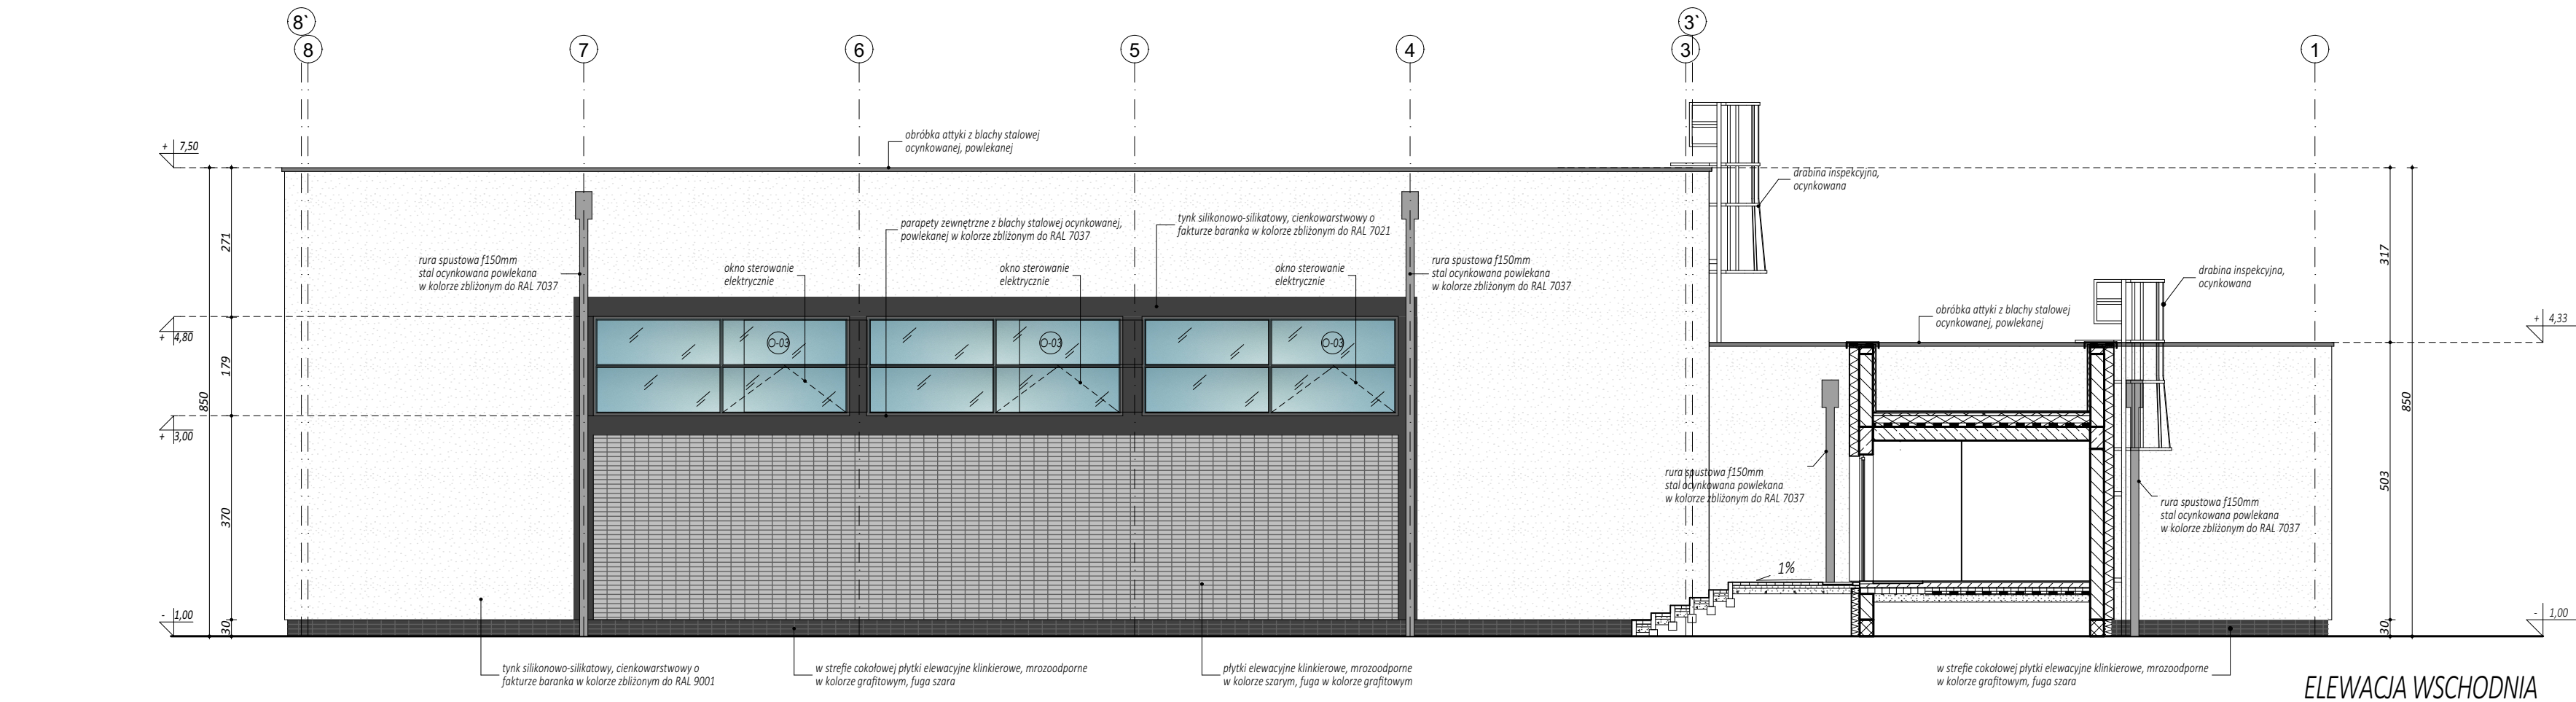 8` 3`
8 7 6 5 4 3 1
obróbka attyki z blachy stalowej
ocynkowanej, powlekanej
+ 7,50
drabina inspekcyjna,
ocynkowana
parapety zewnętrzne z blachy stalowej ocynkowanej,
powlekanej w kolorze zbliżonym do RAL 7037
tynk silikonowo-silikatowy, cienkowarstwowy o
fakturze baranka w kolorze zbliżonym do RAL 7021
271
317
rura spustowa f150mm
stal ocynkowana powlekana
w kolorze zbliżonym do RAL 7037
okno sterowanie
elektrycznie
okno sterowanie
elektrycznie
okno sterowanie
elektrycznie
rura spustowa f150mm
stal ocynkowana powlekana
w kolorze zbliżonym do RAL 7037
drabina inspekcyjna,
ocynkowana
obróbka attyki z blachy stalowej
ocynkowanej, powlekanej
+ 4,33
+ 4,80
O-03 O-03 O-03
179
850
850
+ 3,00
rura spustowa f150mm
stal ocynkowana powlekana
w kolorze zbliżonym do RAL 7037
503
rura spustowa f150mm
stal ocynkowana powlekana
w kolorze zbliżonym do RAL 7037
370
1%
- 1,00
- 1,00
30
30
tynk silikonowo-silikatowy, cienkowarstwowy o
fakturze baranka w kolorze zbliżonym do RAL 9001
w strefie cokołowej płytki elewacyjne klinkierowe, mrozoodporne
w kolorze grafitowym, fuga szara
płytki elewacyjne klinkierowe, mrozoodporne
w kolorze szarym, fuga w kolorze grafitowym
w strefie cokołowej płytki elewacyjne klinkierowe, mrozoodporne
w kolorze grafitowym, fuga szara
ELEWACJA WSCHODNIA